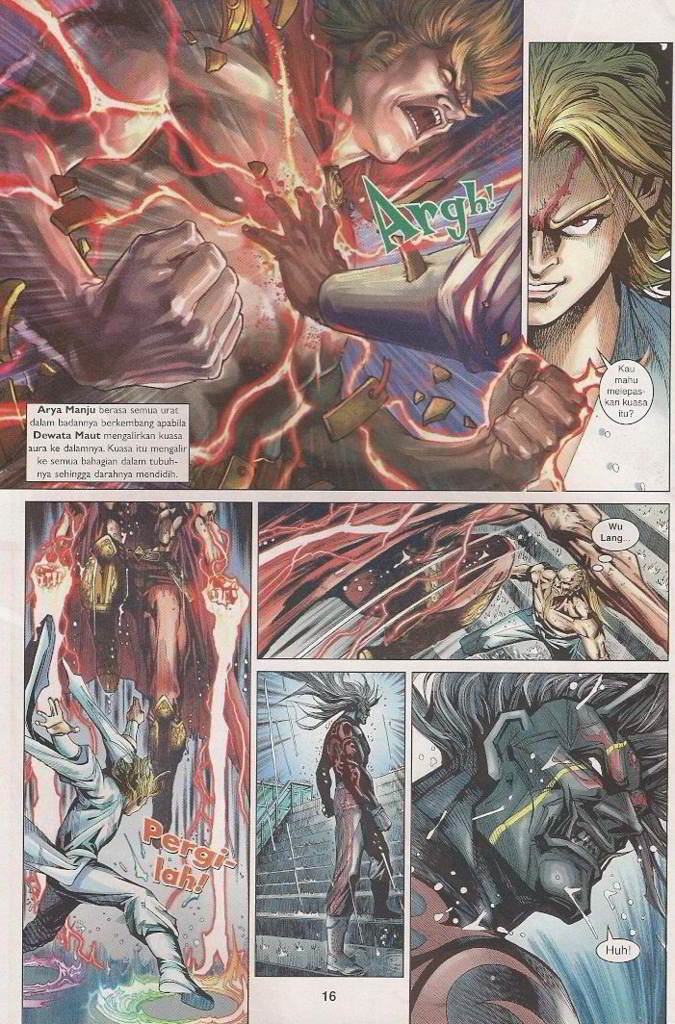 Argh!
Kau
mahu
melepas-
kan kuasa
itu?
Arya Manju berasa semua urat
dalam badannya berkembang apabila
Dewata Maut mengalirkan kuasa
aura ke dalamnya. Kuasa itu mengalir
ke semua bahagian dalam tubuh-
nya sehingga darahnya mendidih.
Wu
Lang...
Pergi-
lah!
Huh!
16